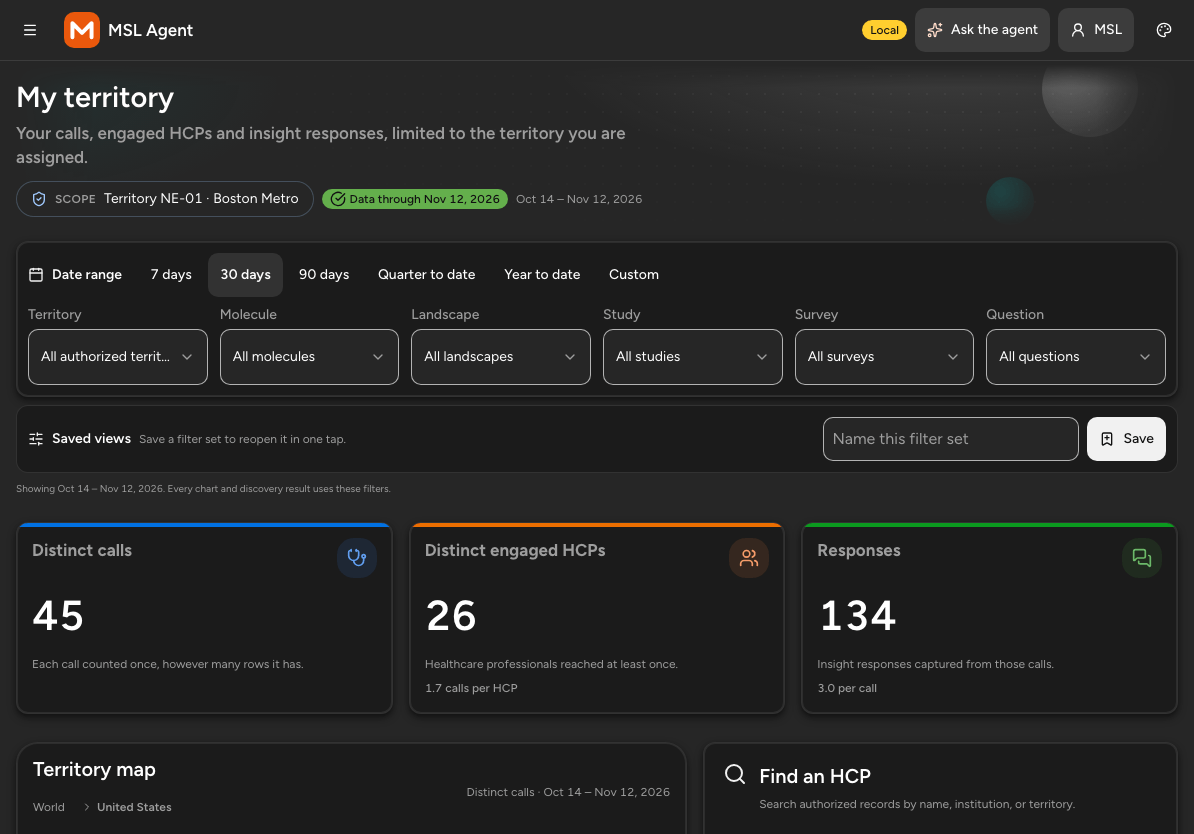 MSL Agent
Local
Ask the agent
MSL
My territory
Your calls, engaged HCPs and insight responses, limited to the territory you are
assigned.
SCOPE Territory NE-01 · Boston Metro
Data through Nov 12, 2026
Oct 14 – Nov 12, 2026
Date range 7 days 30 days 90 days Quarter to date Year to date Custom
Territory Molecule Landscape Study Survey Question
All authorized territ... All molecules All landscapes All studies All surveys All questions
Saved views Save a filter set to reopen it in one tap. Name this filter set Save
Showing Oct 14 – Nov 12, 2026. Every chart and discovery result uses these filters.
Distinct calls
45
Each call counted once, however many rows it has.
Distinct engaged HCPs
26
Healthcare professionals reached at least once.
1.7 calls per HCP
Responses
134
Insight responses captured from those calls.
3.0 per call
Territory map
Distinct calls · Oct 14 – Nov 12, 2026
World > United States
Find an HCP
Search authorized records by name, institution, or territory.